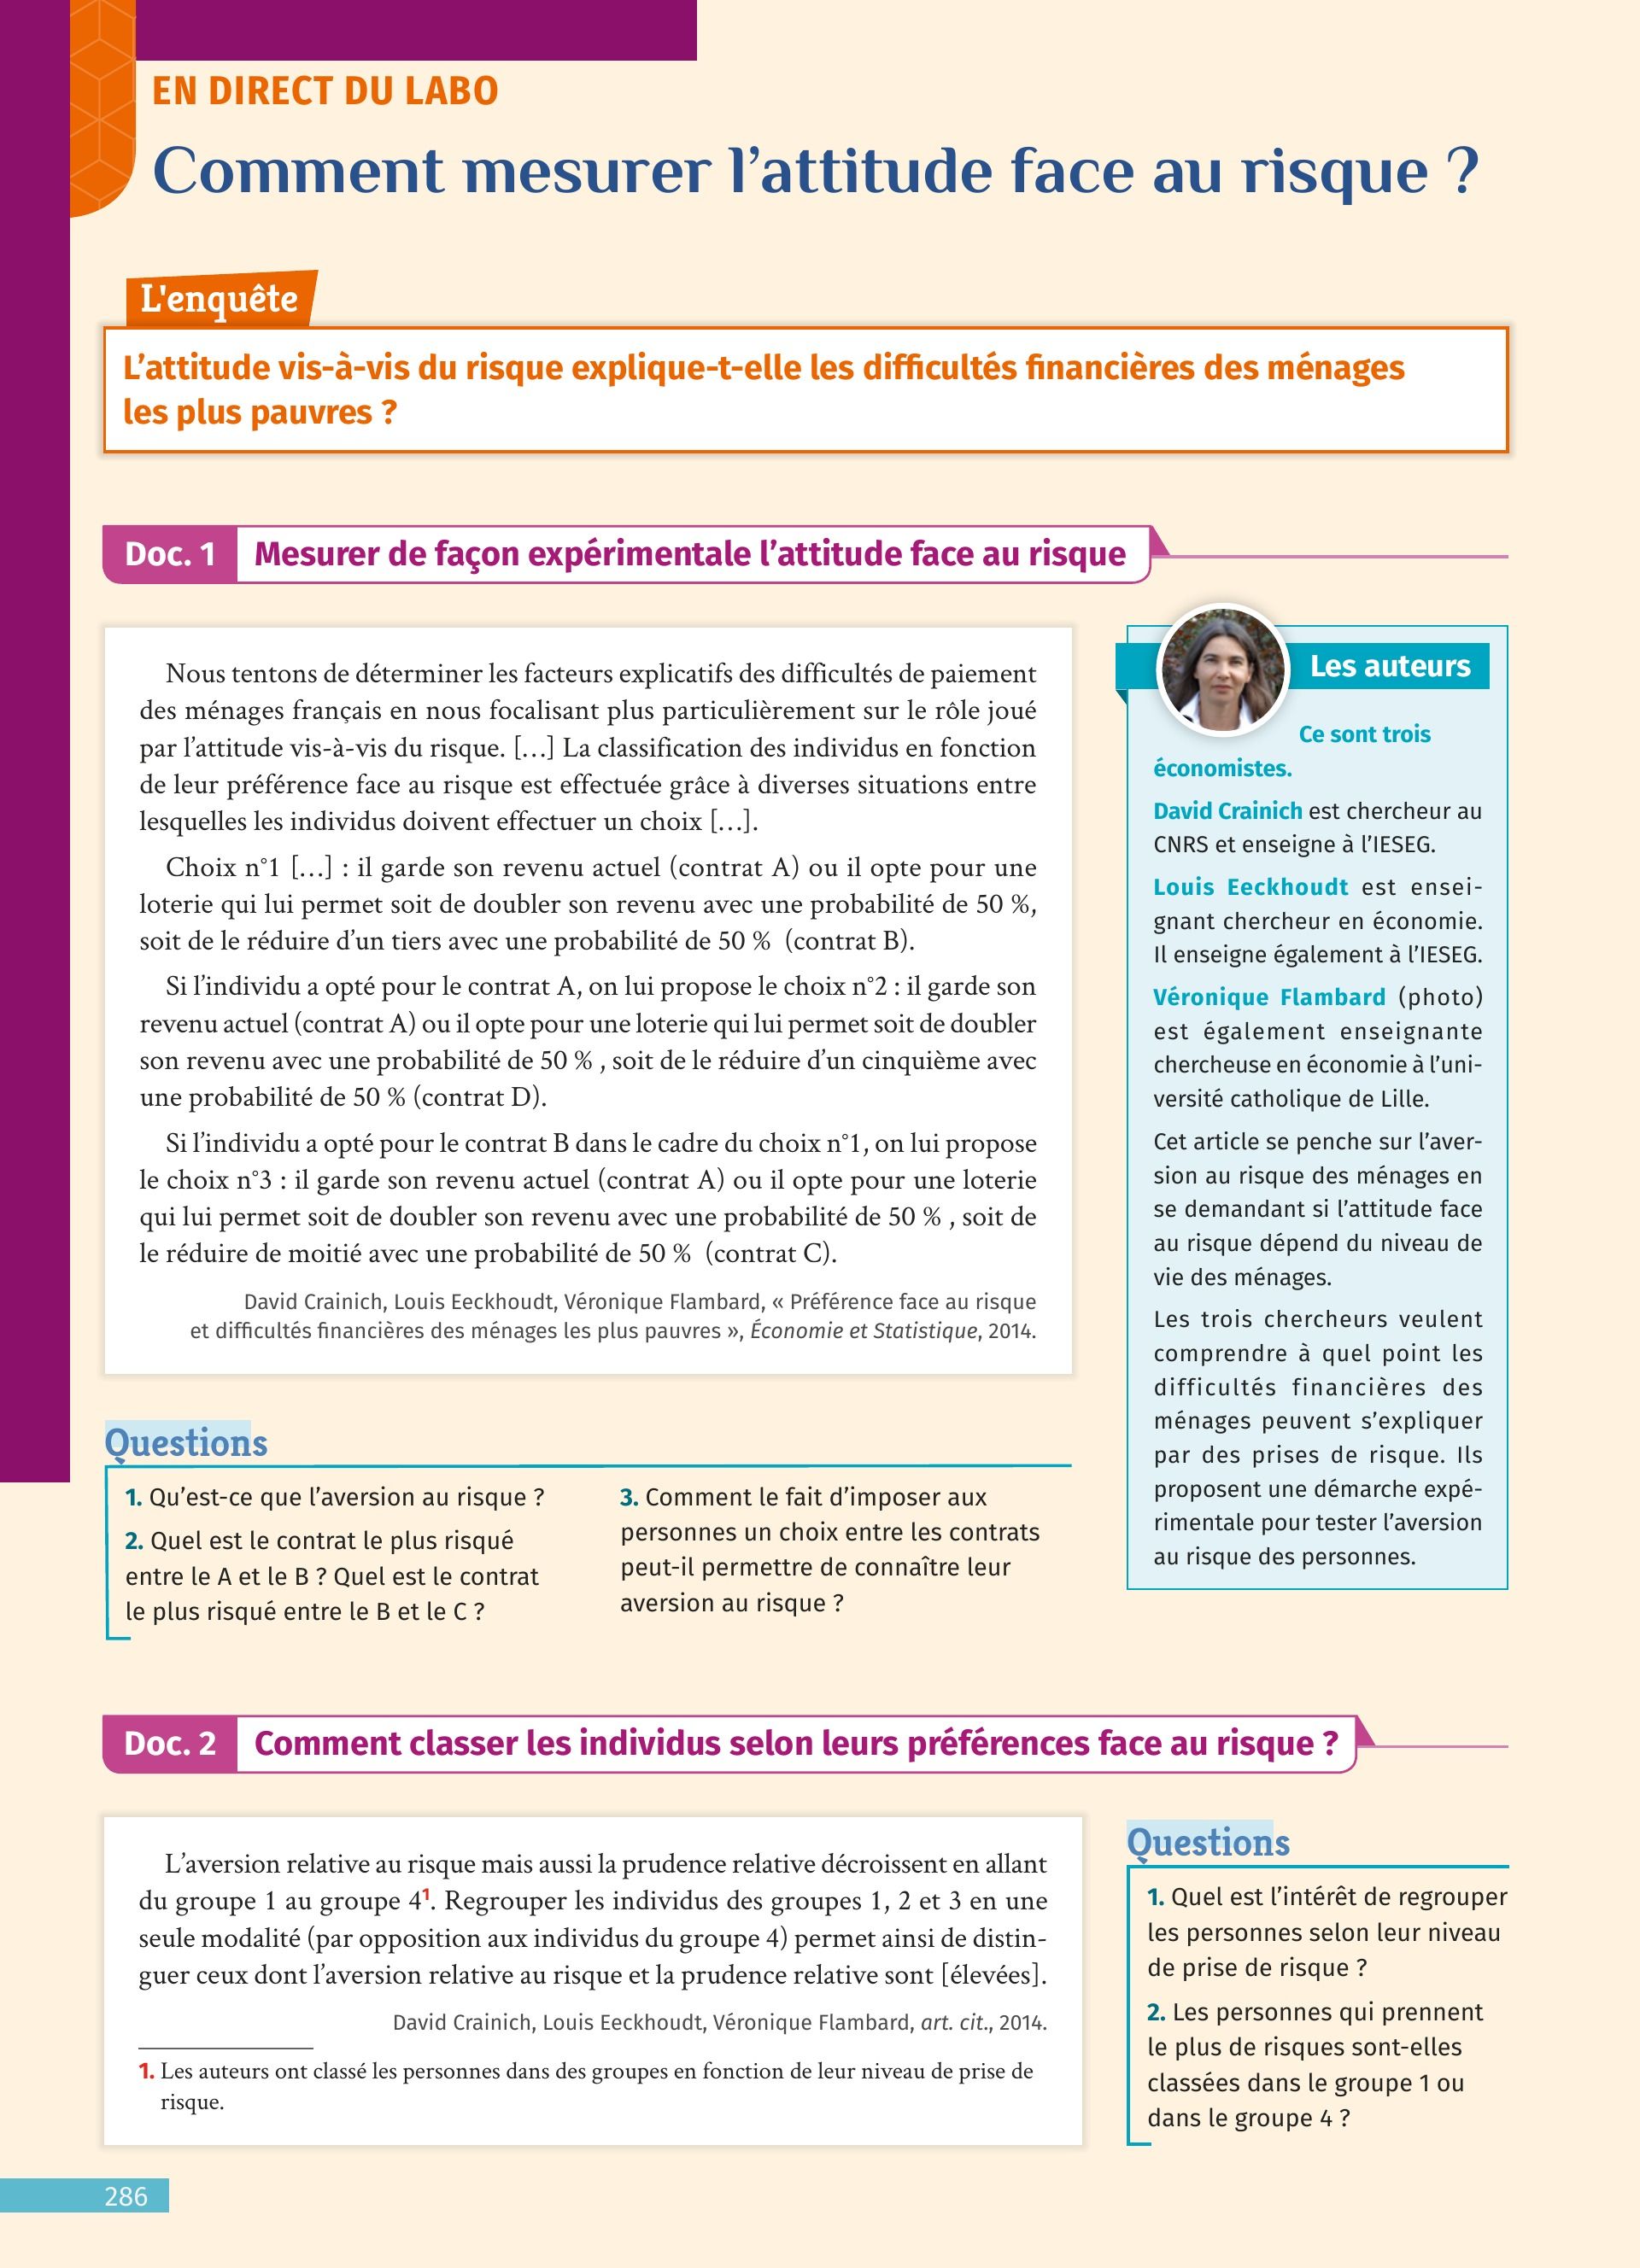 EN DIRECT DU LABO
Comment mesurer l’attitude face au risque ?
L'enquête
L’attitude vis-à-vis du risque explique-t-elle les difficultés financières des ménages
les plus pauvres ?
Doc. 1 Mesurer de façon expérimentale l’attitude face au risque
Nous tentons de déterminer les facteurs explicatifs des difficultés de paiement
des ménages français en nous focalisant plus particulièrement sur le rôle joué
par l’attitude vis-à-vis du risque. […] La classification des individus en fonction
de leur préférence face au risque est effectuée grâce à diverses situations entre
lesquelles les individus doivent effectuer un choix […].
Choix n°1 […] : il garde son revenu actuel (contrat A) ou il opte pour une
loterie qui lui permet soit de doubler son revenu avec une probabilité de 50 %,
soit de le réduire d’un tiers avec une probabilité de 50 % (contrat B).
Si l’individu a opté pour le contrat A, on lui propose le choix n°2 : il garde son
revenu actuel (contrat A) ou il opte pour une loterie qui lui permet soit de doubler
son revenu avec une probabilité de 50 % , soit de le réduire d’un cinquième avec
une probabilité de 50 % (contrat D).
Si l’individu a opté pour le contrat B dans le cadre du choix n°1, on lui propose
le choix n°3 : il garde son revenu actuel (contrat A) ou il opte pour une loterie
qui lui permet soit de doubler son revenu avec une probabilité de 50 % , soit de
le réduire de moitié avec une probabilité de 50 % (contrat C).
David Crainich, Louis Eeckhoudt, Véronique Flambard, « Préférence face au risque
et difficultés financières des ménages les plus pauvres », Économie et Statistique, 2014.
Les auteurs
Ce sont trois
économistes.
David Crainich est chercheur au
CNRS et enseigne à l’IESEG.
Louis Eeckhoudt est ensei-
gnant chercheur en économie.
Il enseigne également à l’IESEG.
Véronique Flambard (photo)
est également enseignante
chercheuse en économie à l’uni-
versité catholique de Lille.
Cet article se penche sur l’aver-
sion au risque des ménages en
se demandant si l’attitude face
au risque dépend du niveau de
vie des ménages.
Les trois chercheurs veulent
comprendre à quel point les
difficultés financières des
ménages peuvent s’expliquer
par des prises de risque. Ils
proposent une démarche expé-
rimentale pour tester l’aversion
au risque des personnes.
Questions
1. Qu’est-ce que l’aversion au risque ?
2. Quel est le contrat le plus risqué
entre le A et le B ? Quel est le contrat
le plus risqué entre le B et le C ?
3. Comment le fait d’imposer aux
personnes un choix entre les contrats
peut-il permettre de connaître leur
aversion au risque ?
Doc. 2 Comment classer les individus selon leurs préférences face au risque ?
L’aversion relative au risque mais aussi la prudence relative décroissent en allant
du groupe 1 au groupe 4¹. Regrouper les individus des groupes 1, 2 et 3 en une
seule modalité (par opposition aux individus du groupe 4) permet ainsi de distin-
guer ceux dont l’aversion relative au risque et la prudence relative sont [élevées].
David Crainich, Louis Eeckhoudt, Véronique Flambard, art. cit., 2014.
1. Les auteurs ont classé les personnes dans des groupes en fonction de leur niveau de prise de
risque.
Questions
1. Quel est l’intérêt de regrouper
les personnes selon leur niveau
de prise de risque ?
2. Les personnes qui prennent
le plus de risques sont-elles
classées dans le groupe 1 ou
dans le groupe 4 ?
286